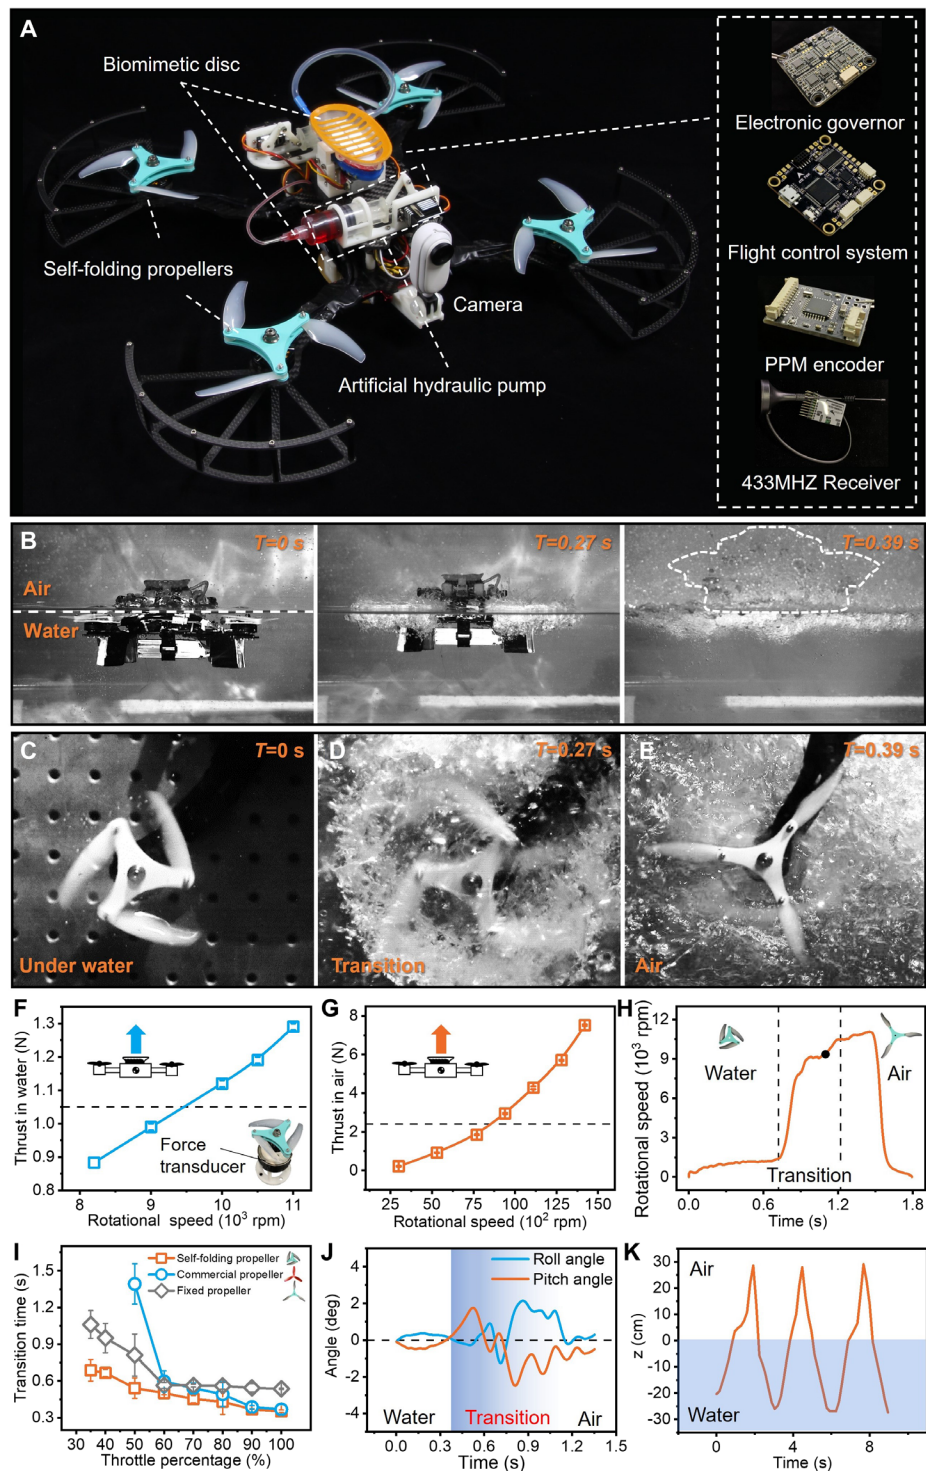 A
Biomimetic disc
Self-folding propellers
Camera
Artificial hydraulic pump
Electronic governor
Flight control system
PPM encoder
433MHZ Receiver
B
T=0 s
T=0.27 s
T=0.39 s
Air
Water
C
T=0 s
D
T=0.27 s
E
T=0.39 s
Under water
Transition
Air
F
Thrust in water (N)
1.3
1.2
1.1
1.0
0.9
0.8
Force
transducer
8
9
10
11
Rotational speed (10³ rpm)
G
Thrust in air (N)
8
6
4
2
0
25
50
75
100
125
150
Rotational speed (10² rpm)
H
Rotational speed (10³ rpm)
12
9
6
3
0
Water
Air
Transition
0.0
0.6
1.2
1.8
Time (s)
I
Transition time (s)
1.5
1.2
0.9
0.6
0.3
Self-folding propeller
Commercial propeller
Fixed propeller
30
40
50
60
70
80
90
100
Throttle percentage (%)
J
Angle (deg)
4
2
0
-2
-4
Roll angle
Pitch angle
Water
Transition
Air
0.0
0.3
0.6
0.9
1.2
1.5
Time (s)
K
z (cm)
30
20
10
0
-10
-20
-30
Air
Water
0
4
8
Time (s)